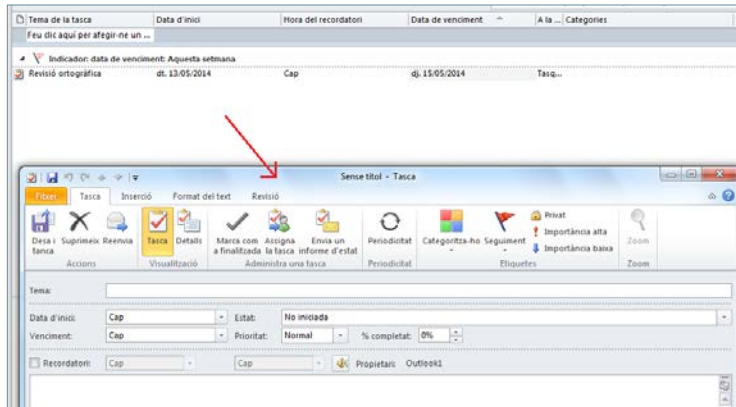 Tema de la tasca Data d'inici Hora del recordatori Data de venciment A la ... Categories
Feu clic aquí per afegir-ne un ...
Indicador: data de venciment: Aquesta setmana
Revisió ortogràfica dt. 13/05/2014 Cap dj. 15/05/2014 Tasq...
Sense títol - Tasca
Fitxer Tasca Inserció Format del text Revisió
Desa i tanca Suprimeix Reenvia Tasca Detalls Marca com a finalitzada Assigna la tasca Envia un informe d'estat Periodicitat Categoritza-ho Seguiment Privat Importància alta Importància baixa Zoom
Accions Visualització Administra una tasca Periodicitat Etiquetes Zoom
Tema:
Data d'inici: Cap Estat: No iniciada
Venciment: Cap Prioritat: Normal % completat: 0%
Recordatori: Cap Cap Propietari: Outlook1